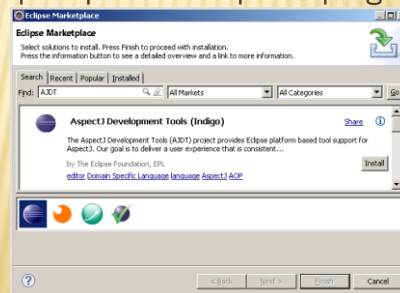 Eclipse Marketplace
Eclipse Marketplace
Select solutions to install. Press Finish to proceed with installation.
Press the information button to see a detailed overview and a link to more information.
Search Recent Popular Installed
Find: AJDT All Markets All Categories Go
AspectJ Development Tools (Indigo) Share
The AspectJ Development Tools (AJDT) project provides Eclipse platform based tool support for
AspectJ. Our goal is to deliver a user experience that is consistent...
by The Eclipse Foundation, EPL Install
editor Domain Specific Language language AspectJ AOP
? < Back Next > Finish Cancel